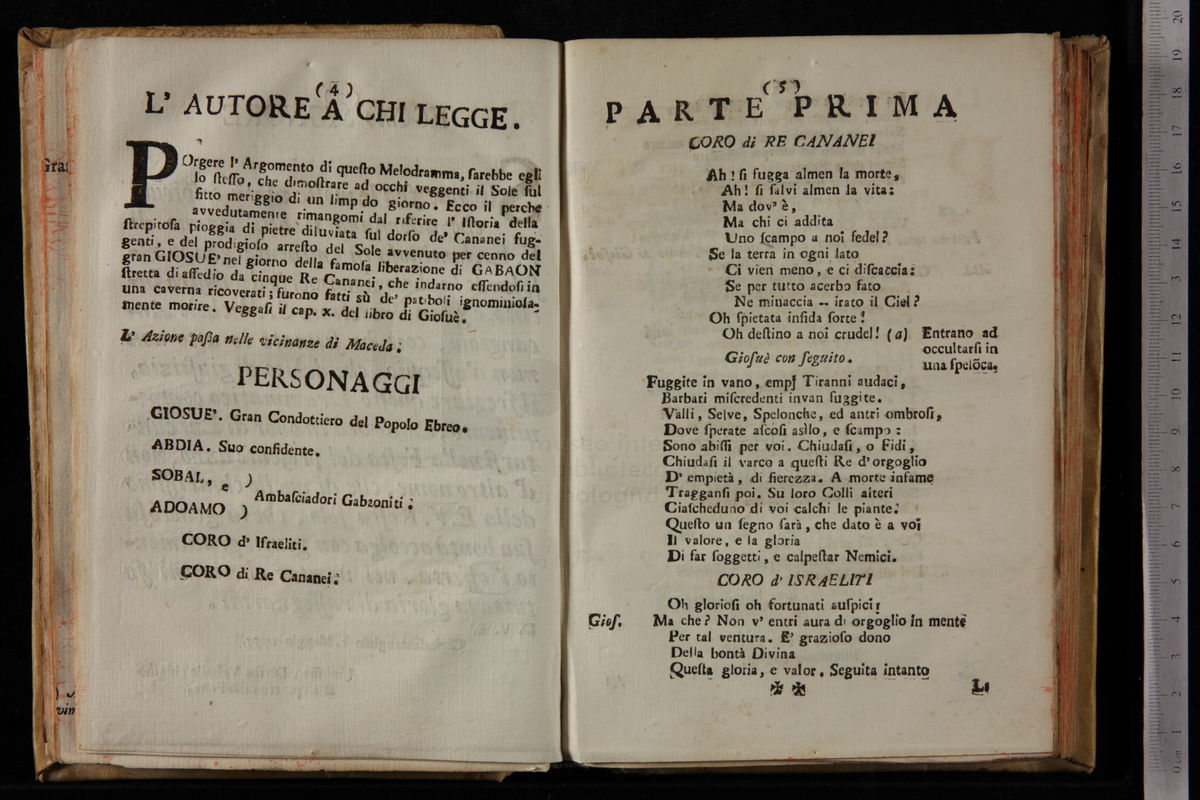 (4)
L' AUTORE A CHI LEGGE.
POrgere l' Argomento di queſto Melodramma, ſarebbe egli
lo ſteſſo, che dimoſtrare ad occhi veggenti il Sole ſul
fitto meriggio di un limpido giorno. Ecco il perche
avvedutamente rimangomi dal riferire l' Iſtoria della
ſtrepitoſa pioggia di pietre diluviata ſul dorſo de' Cananei fug-
genti, e del prodigioſo arreſto del Sole avvenuto per cenno del
gran GIOSUE' nel giorno della famoſa liberazione di GABAON
ſtretta di aſſedio da cinque Re Cananei, che indarno eſſendoſi in
una caverna ricoverati; furono fatti sù de' patiboli ignominioſa-
mente morire. Veggaſi il cap. x. del libro di Gioſuè.
L' Azione paſſa nelle vicinanze di Maceda:
PERSONAGGI
GIOSUE'. Gran Condottiero del Popolo Ebreo.
ABDIA. Suo confidente.
SOBAL, e )
Ambaſciadori Gabaoniti:
ADOAMO )
CORO d' Iſraeliti.
CORO di Re Cananei:
(5)
PARTE PRIMA
CORO di RE CANANEI
Ah! ſi fugga almen la morte,
Ah! ſi ſalvi almen la vita:
Ma dov' è,
Ma chi ci addita
Uno ſcampo a noi fedel?
Se la terra in ogni lato
Ci vien meno, e ci diſcaccia:
Se per tutto acerbo fato
Ne minaccia -- irato il Ciel?
Oh ſpietata infida ſorte!
Oh deſtino a noi crudel! (a) Entrano ad
occultarſi in
una ſpelõca.
Gioſuè con ſeguito.
Fuggite in vano, empj Tiranni audaci,
Barbari miſcredenti invan fuggite.
Valli, Selve, Spelonche, ed antri ombroſi,
Dove ſperate aſcoſi aſilo, e ſcampo:
Sono abiſſi per voi. Chiudaſi, o Fidi,
Chiudaſi il varco a queſti Re d' orgoglio
D' empietà, di fierezza. A morte infame
Tragganſi poi. Su loro Colli alteri
Ciaſcheduno di voi calchi le piante:
Queſto un ſegno ſarà, che dato è a voi
Il valore, e la gloria
Di far ſoggetti, e calpeſtar Nemici.
CORO d' ISRAELITI
Oh glorioſi oh fortunati auſpicj!
Gioſ. Ma che? Non v' entri aura di orgoglio in mente
Per tal ventura. E' grazioſo dono
Della bontà Divina
Queſta gloria, e valor. Seguita intanto
Li